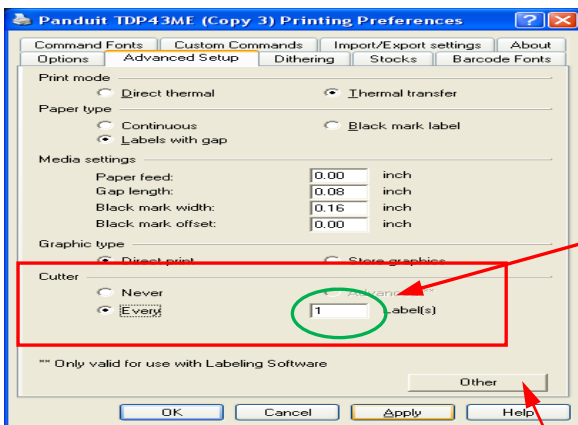 Panduit TDP43ME (Copy 3) Printing Preferences
Command Fonts Custom Commands Import/Export settings About
Options Advanced Setup Dithering Stocks Barcode Fonts
Print mode
Direct thermal Thermal transfer
Paper type
Continuous Black mark label
Labels with gap
Media settings
Paper feed: 0.00 inch
Gap length: 0.08 inch
Black mark width: 0.16 inch
Black mark offset: 0.00 inch
Graphic type
Direct print Store graphics
Cutter
Never Advanced **
Every 1 Label(s)
** Only valid for use with Labeling Software
Other
OK Cancel Apply Help